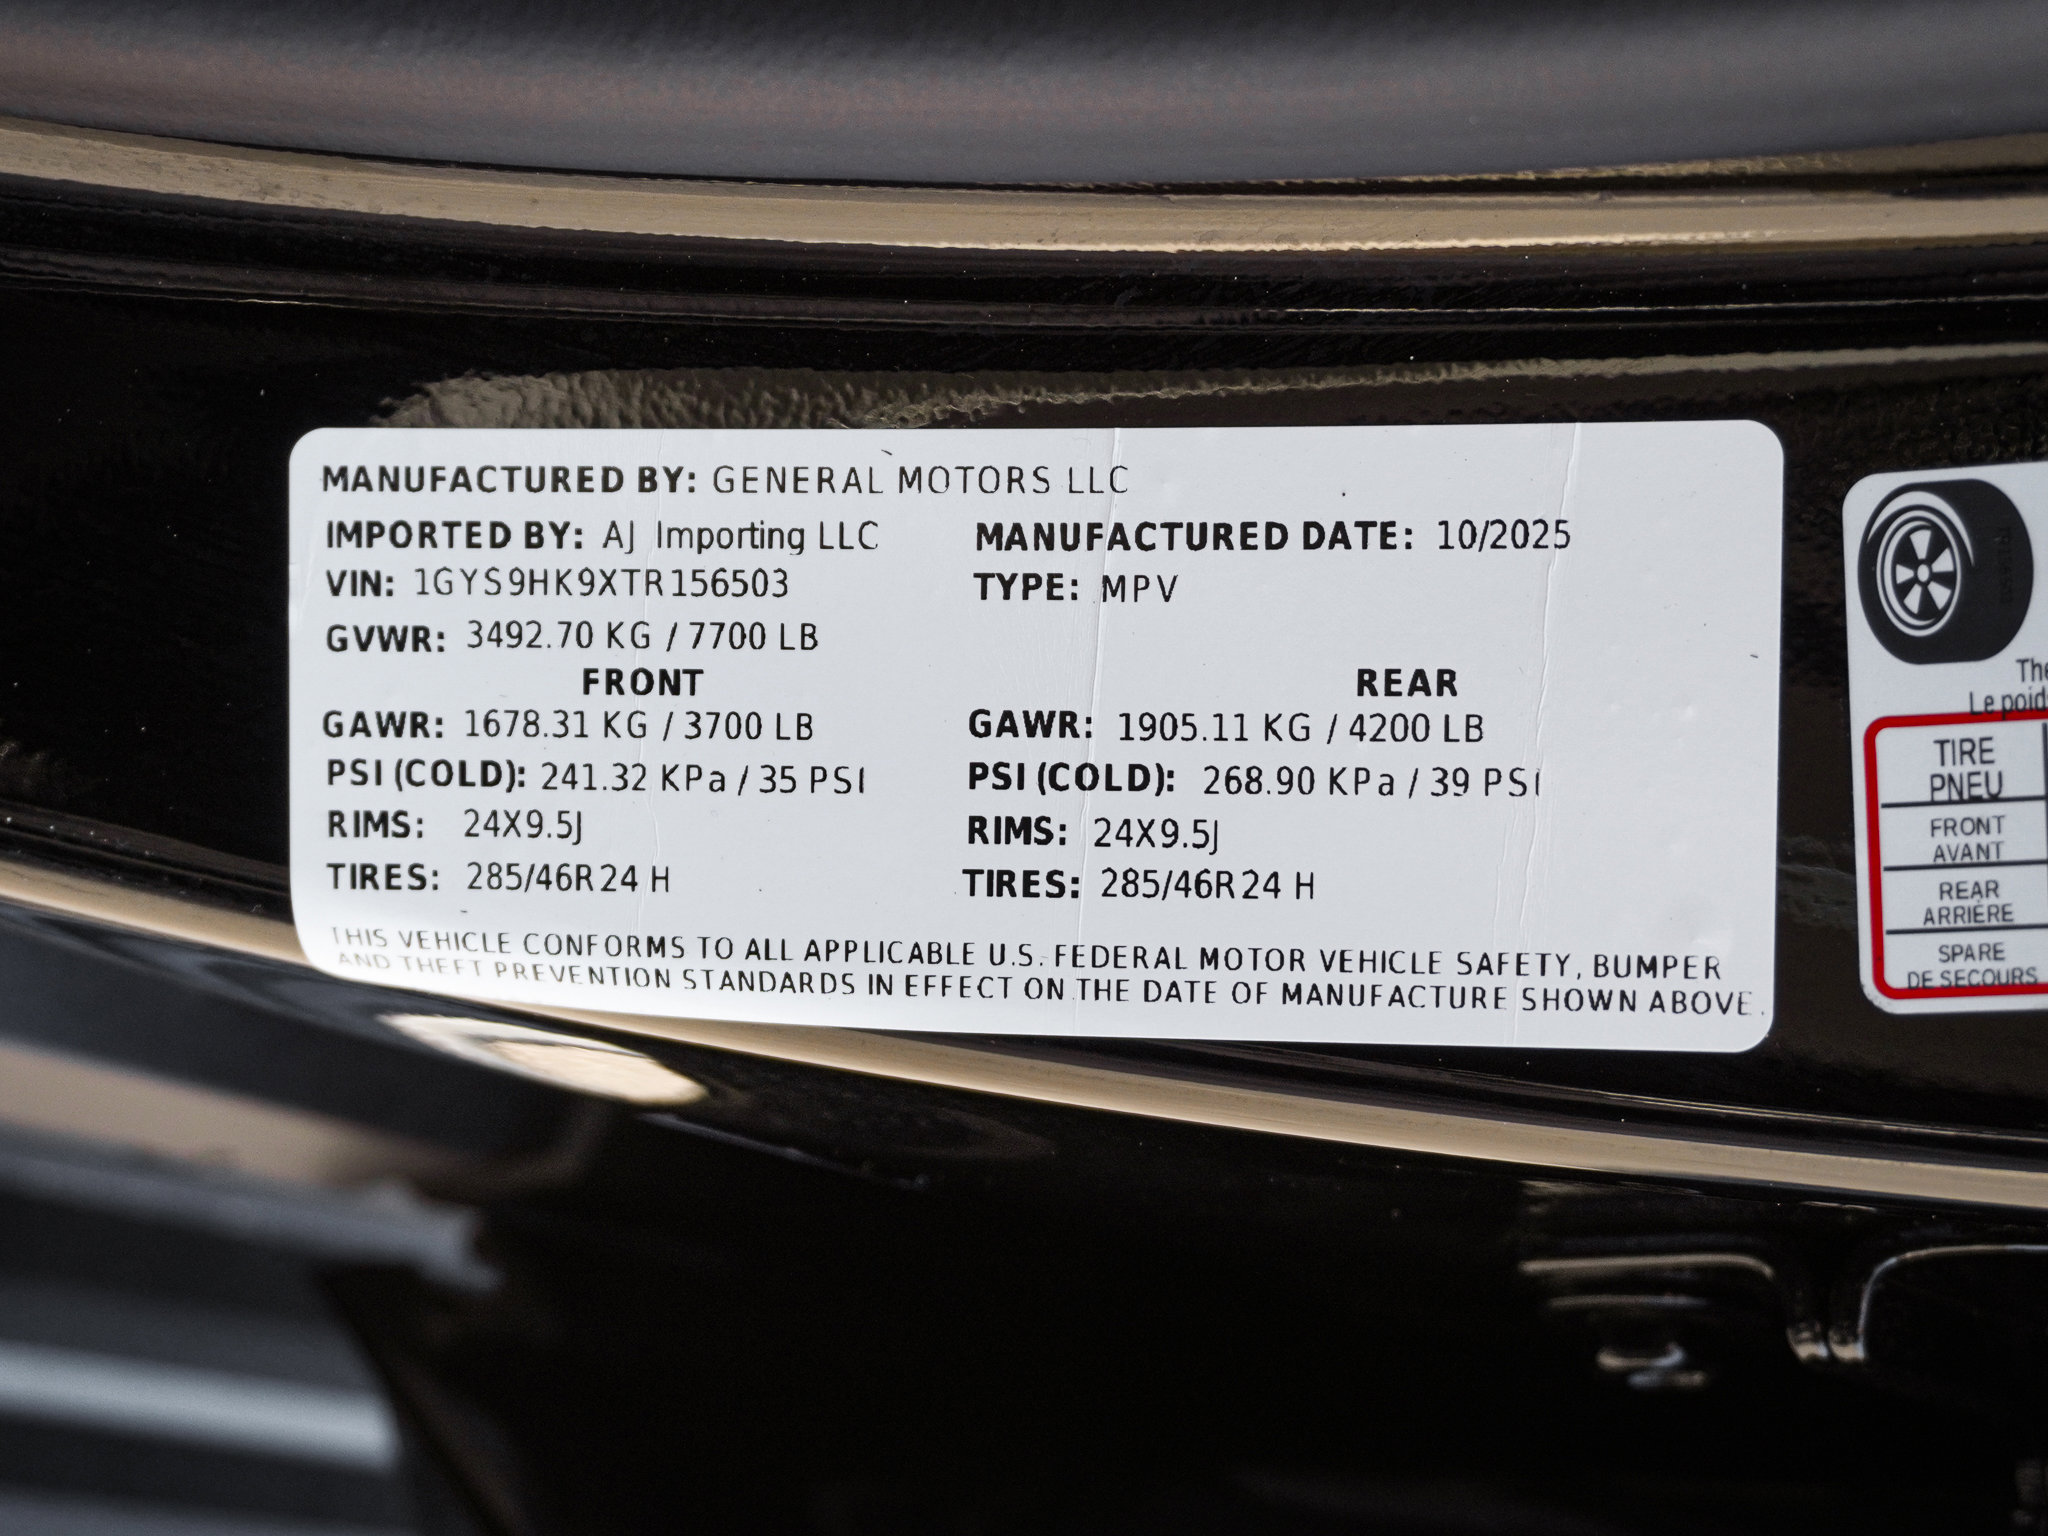 MANUFACTURED BY: GENERAL MOTORS LLC
IMPORTED BY: AJ Importing LLC MANUFACTURED DATE: 10/2025
VIN: 1GYS9HK9XTR156503 TYPE: MPV
GVWR: 3492.70 KG / 7700 LB
FRONT REAR
GAWR: 1678.31 KG / 3700 LB GAWR: 1905.11 KG / 4200 LB
PSI (COLD): 241.32 KPa / 35 PSI PSI (COLD): 268.90 KPa / 39 PSI
RIMS: 24X9.5J RIMS: 24X9.5J
TIRES: 285/46R24 H TIRES: 285/46R24 H
THIS VEHICLE CONFORMS TO ALL APPLICABLE U.S. FEDERAL MOTOR VEHICLE SAFETY, BUMPER
AND THEFT PREVENTION STANDARDS IN EFFECT ON THE DATE OF MANUFACTURE SHOWN ABOVE.
The
Le poids
TIRE
PNEU
FRONT
AVANT
REAR
ARRIÈRE
SPARE
DE SECOURS